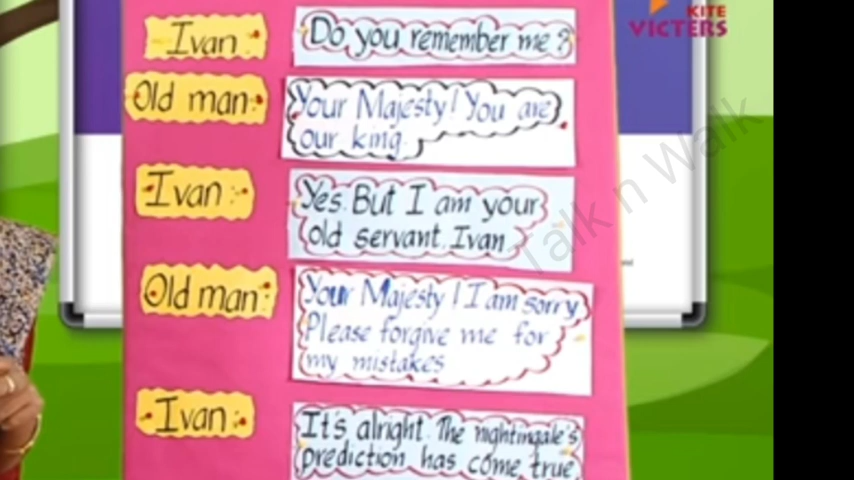 KITE
VICTERS
Ivan
Do you remember me ?
Old man:
Your Majesty! You are
our king.
Ivan :
Yes. But I am your
old servant, Ivan
Old man:
Your Majesty ! I am sorry
Please forgive me for
my mistakes
Ivan :
It's alright. The nightingale's
prediction has come true
Talk n Walk